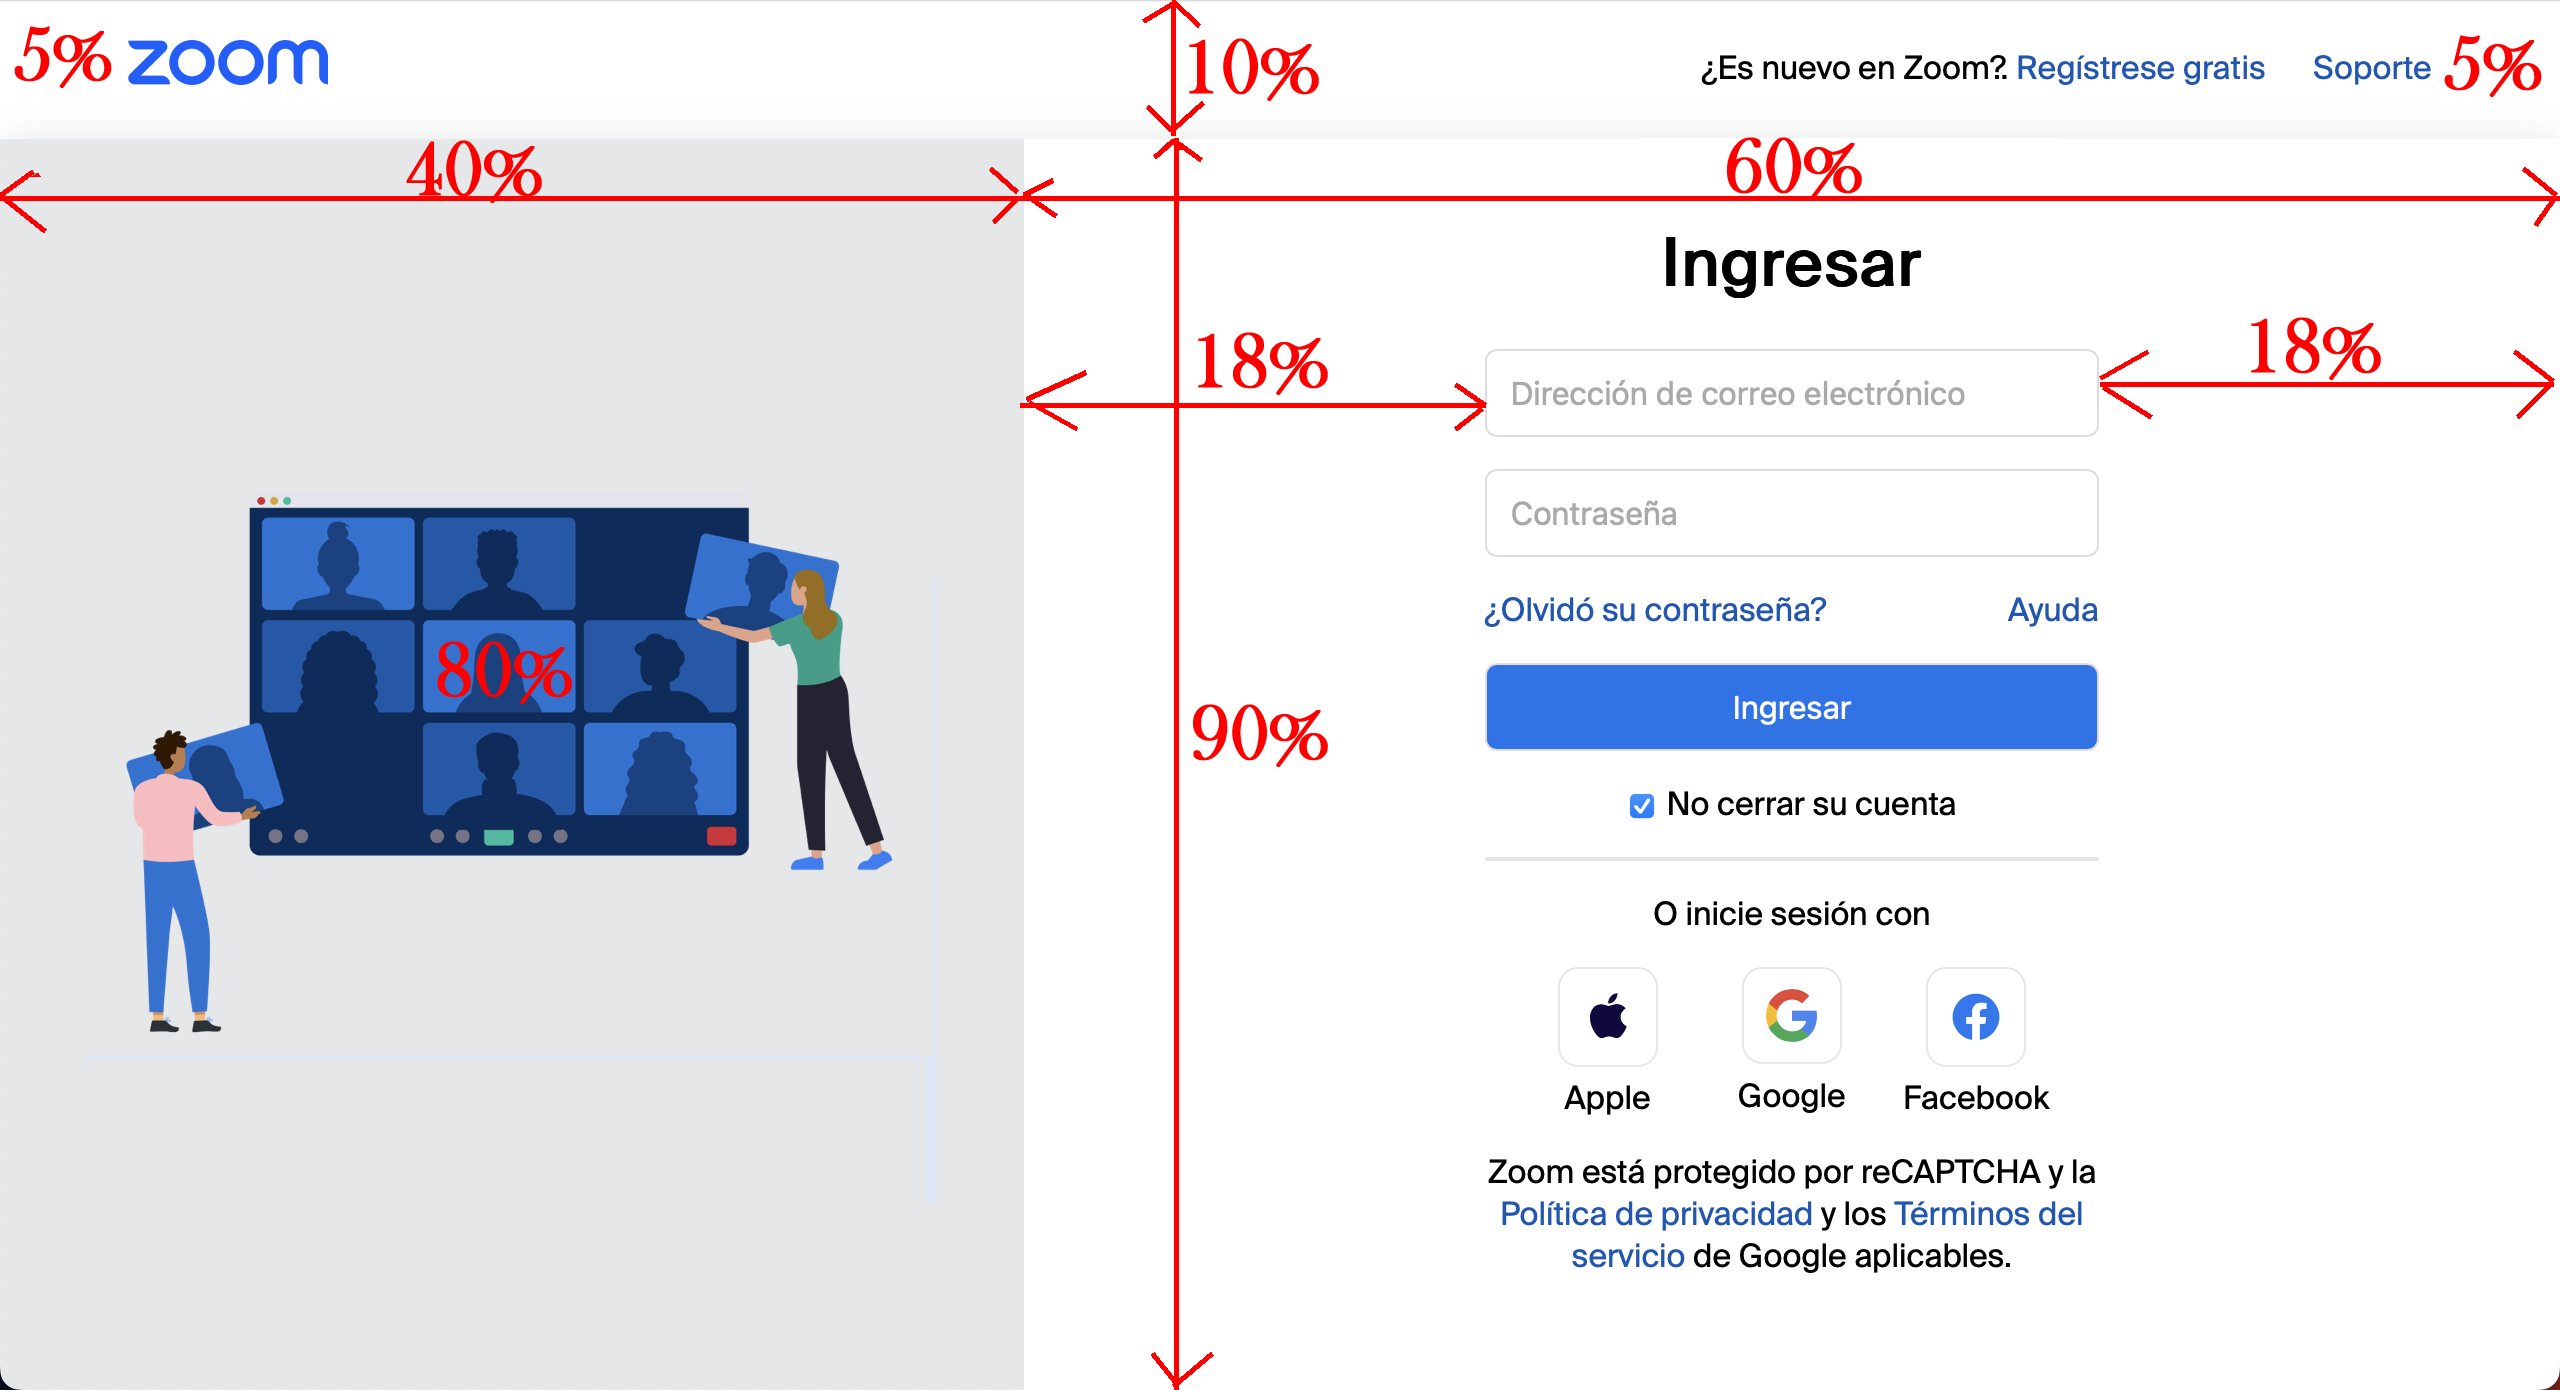 5% zoom 10% ¿Es nuevo en Zoom?. Regístrese gratis Soporte 5%
40% 60%
Ingresar
18% Dirección de correo electrónico 18%
Contraseña
¿Olvidó su contraseña? Ayuda
80%
90% Ingresar
No cerrar su cuenta
O inicie sesión con
Apple Google Facebook
Zoom está protegido por reCAPTCHA y la
Política de privacidad y los Términos del
servicio de Google aplicables.